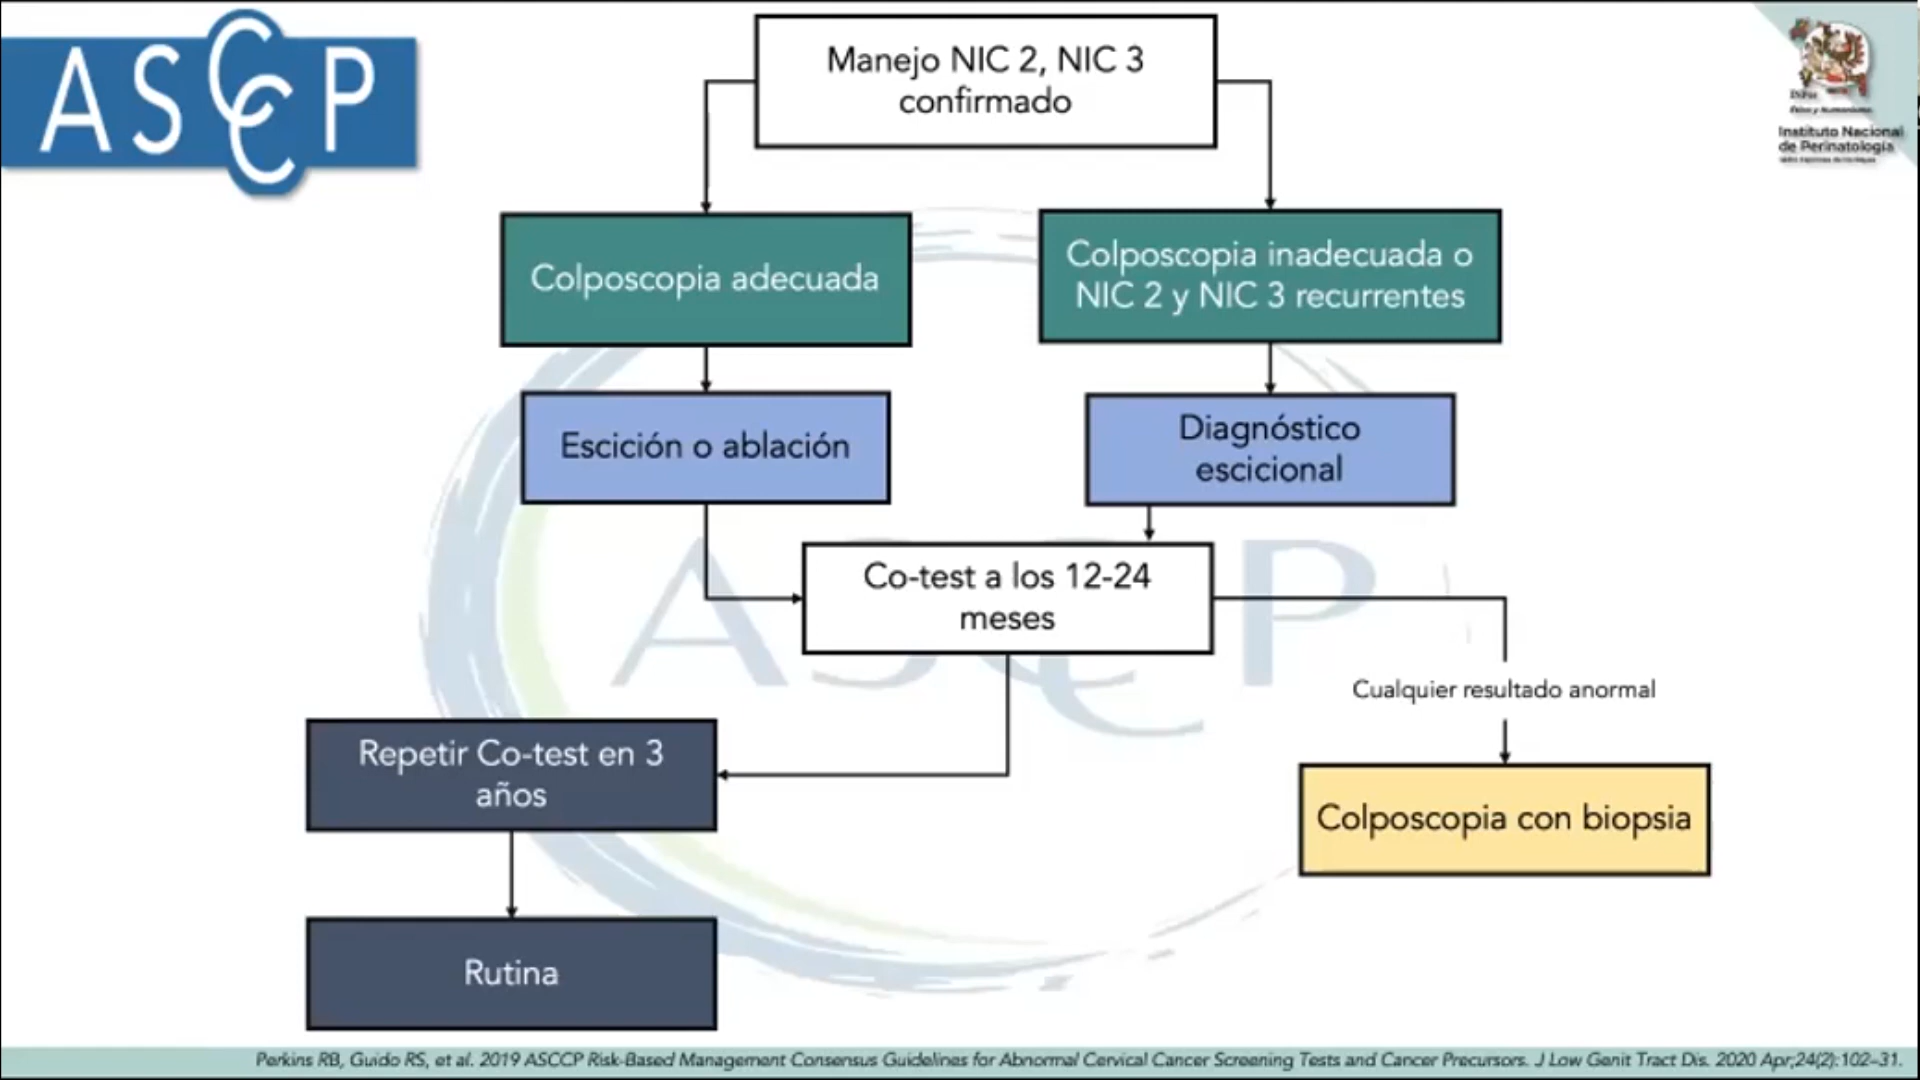 ASCCP
Manejo NIC 2, NIC 3
confirmado
Instituto Nacional
de Perinatología
Colposcopia adecuada
Colposcopia inadecuada o
NIC 2 y NIC 3 recurrentes
Escición o ablación
Diagnóstico
escicional
Co-test a los 12-24
meses
ASCCP
Cualquier resultado anormal
Repetir Co-test en 3
años
Colposcopia con biopsia
Rutina
Perkins RB, Guido RS, et al. 2019 ASCCP Risk-Based Management Consensus Guidelines for Abnormal Cervical Cancer Screening Tests and Cancer Precursors. J Low Genit Tract Dis. 2020 Apr;24(2):102–31.